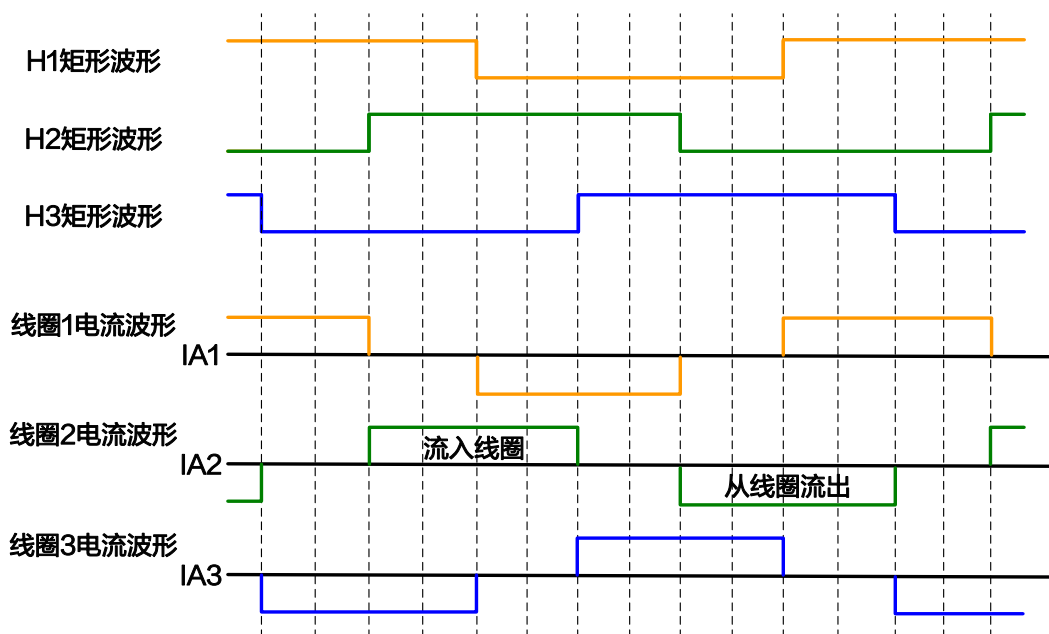 H1矩形波形
H2矩形波形
H3矩形波形
线圈1电流波形
IA1
线圈2电流波形
流入线圈
IA2
从线圈流出
线圈3电流波形
IA3